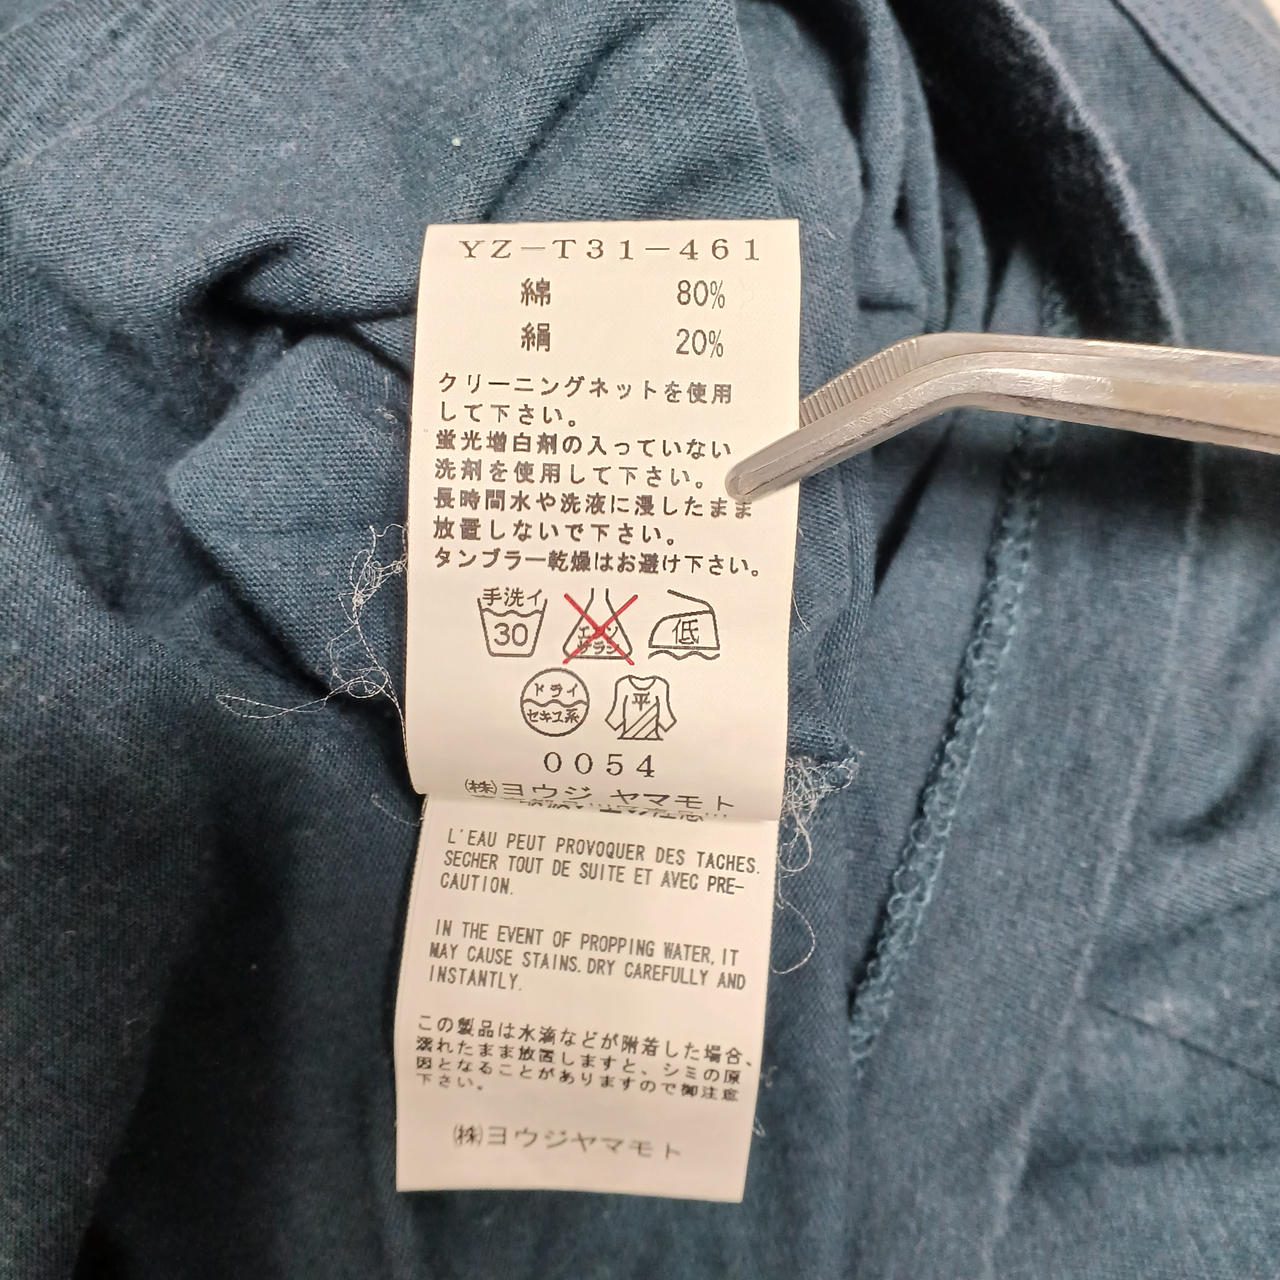 YZ−T31−461
綿 80%
絹 20%
クリーニングネットを使用
して下さい。
蛍光増白剤の入っていない
洗剤を使用して下さい。
長時間水や洗液に浸したまま
放置しないで下さい。
タンブラー乾燥はお避け下さい。
手洗イ
30
エンソ
サラシ
低
ドライ
セキユ系
平
0054
㈱ヨウジ ヤマモト
L'EAU PEUT PROVOQUER DES TACHES.
SECHER TOUT DE SUITE ET AVEC PRE-
CAUTION.
IN THE EVENT OF PROPPING WATER, IT
MAY CAUSE STAINS. DRY CAREFULLY AND
INSTANTLY.
この製品は水滴などが附着した場合、
濡れたまま放置しますと、シミの原
因となることがありますので御注意
下さい。
㈱ヨウジヤマモト